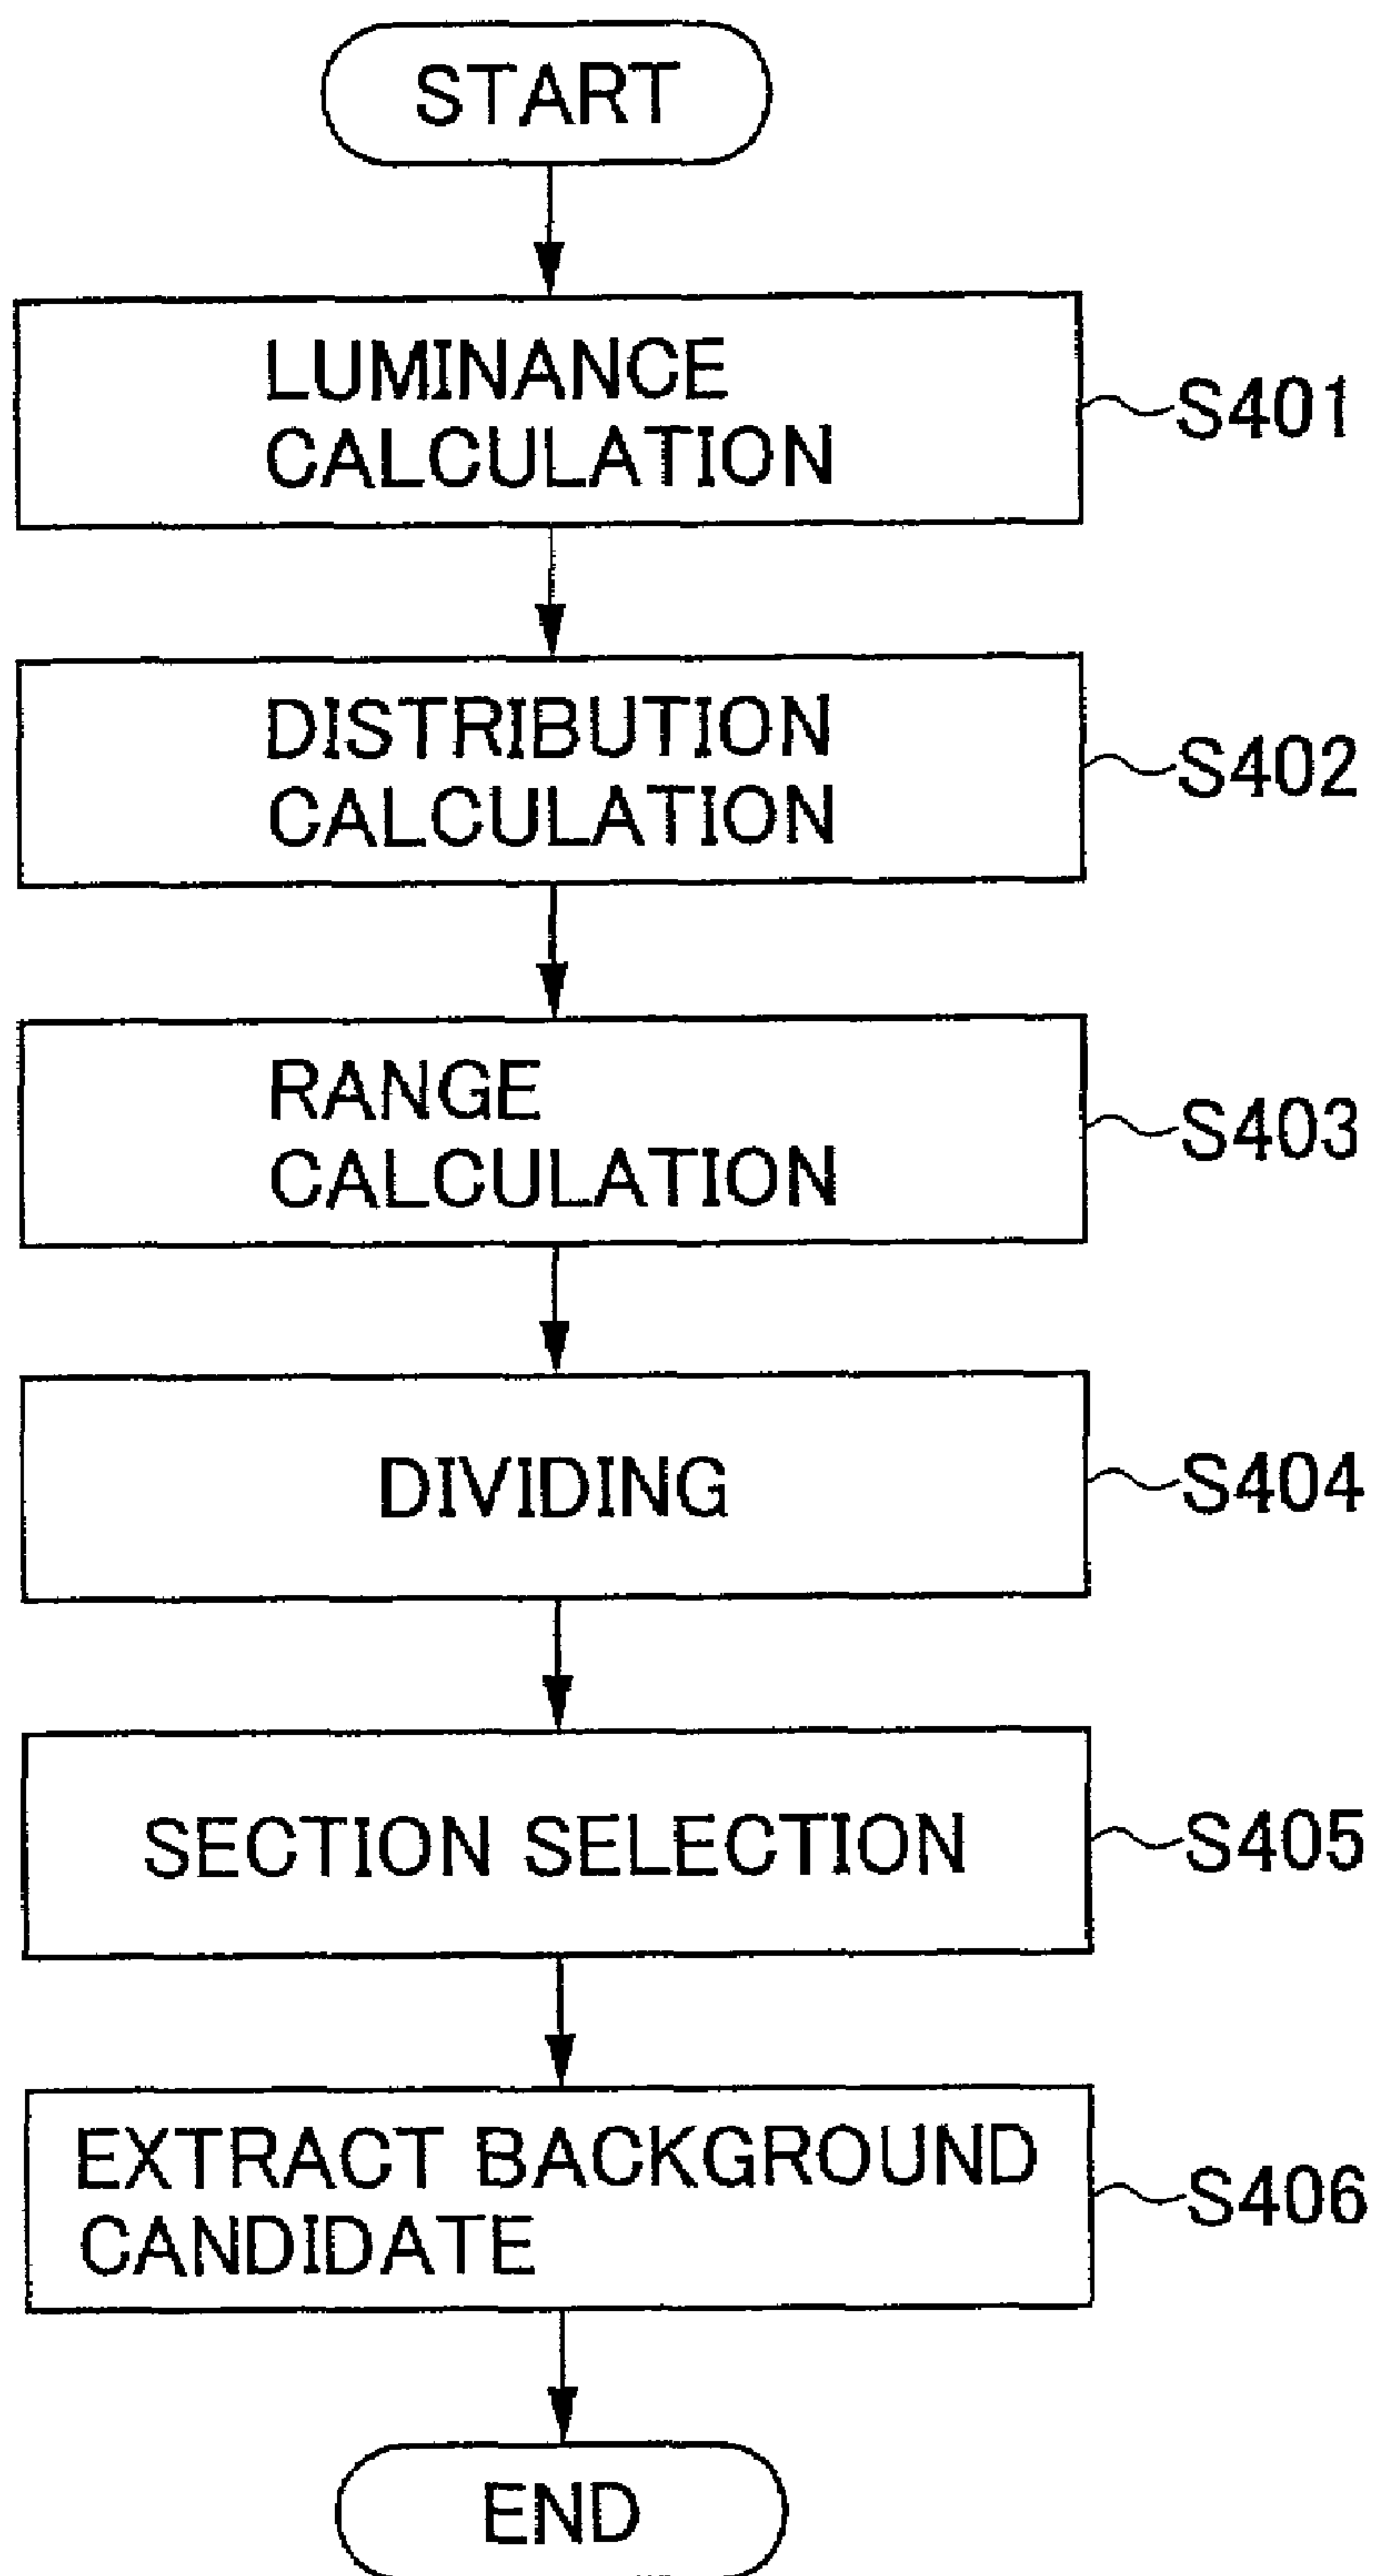 START
LUMINANCE
CALCULATION
S401
DISTRIBUTION
CALCULATION
S402
RANGE
CALCULATION
S403
DIVIDING
S404
SECTION SELECTION
S405
EXTRACT BACKGROUND
CANDIDATE
S406
END